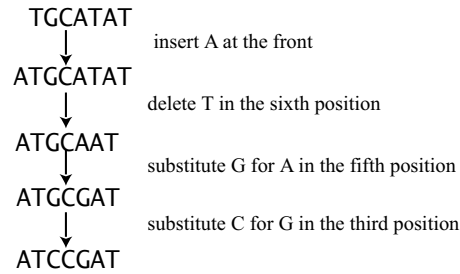 TGCATAT
insert A at the front
ATGCATAT
delete T in the sixth position
ATGCAAT
substitute G for A in the fifth position
ATGCGAT
substitute C for G in the third position
ATCCGAT